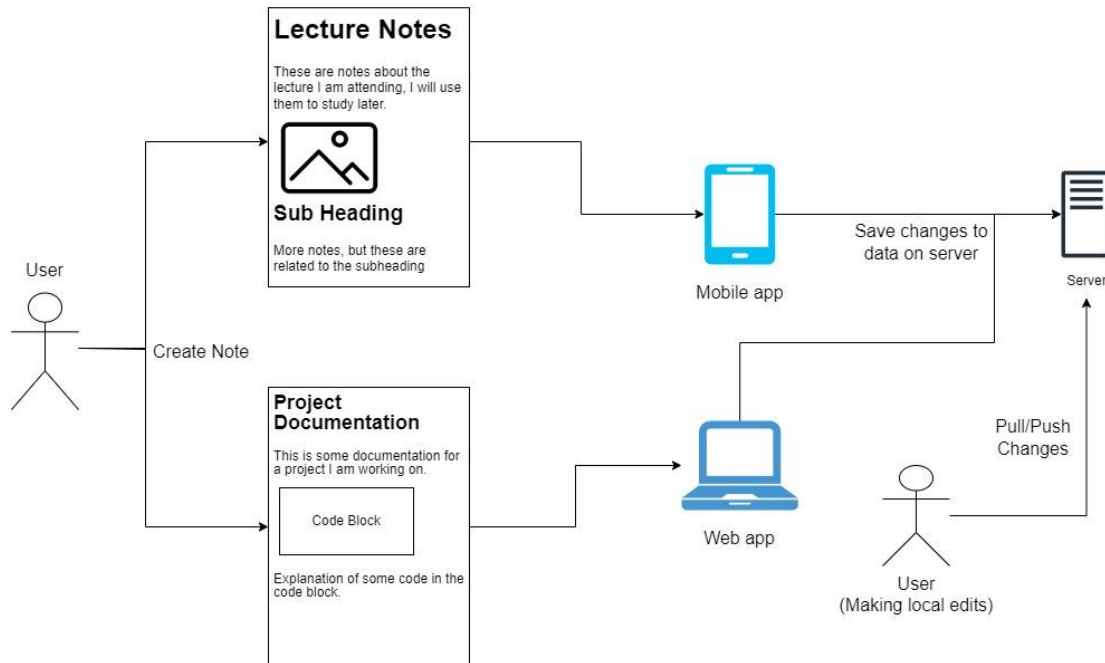 Lecture Notes
These are notes about the
lecture I am attending, I will use
them to study later.
Sub Heading
More notes, but these are
related to the subheading
User
Create Note
Project
Documentation
This is some documentation for
a project I am working on.
Code Block
Explanation of some code in the
code block.
Mobile app
Save changes to
data on server
Server
Web app
Pull/Push
Changes
User
(Making local edits)